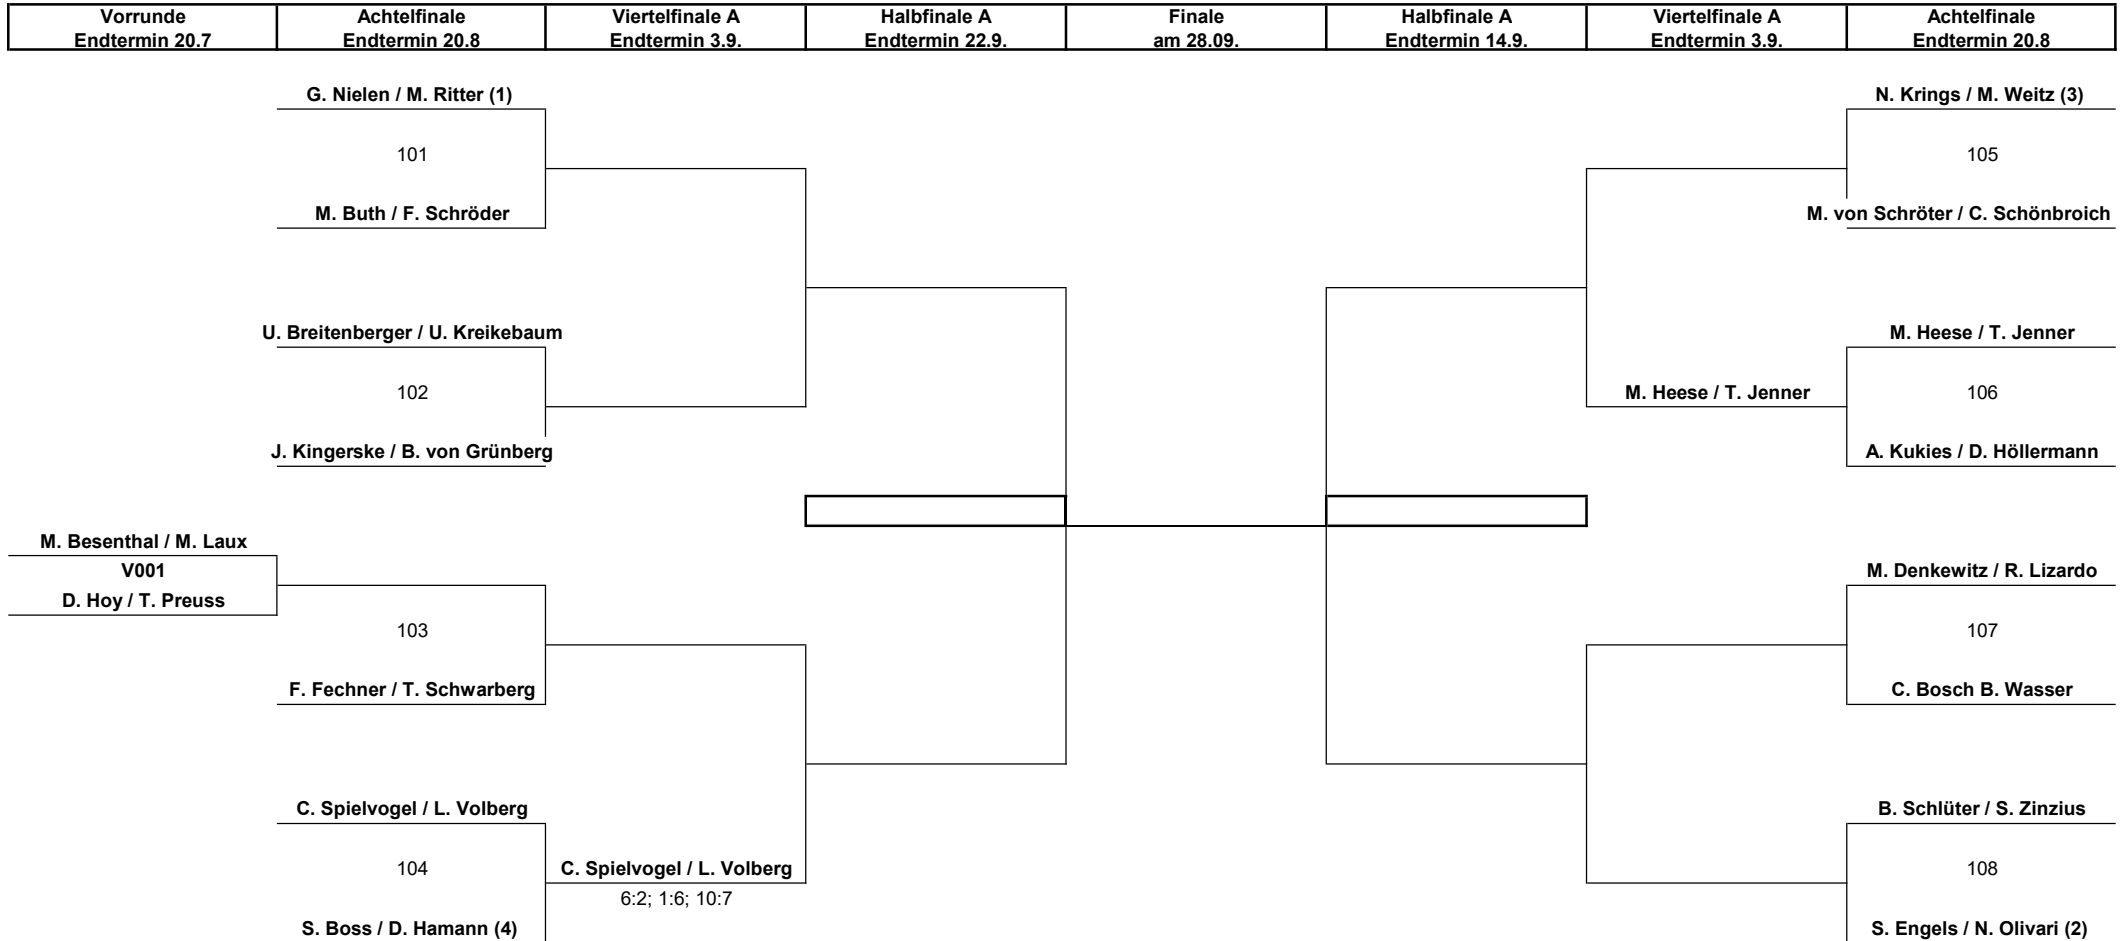 Vorrunde Achtelfinale Viertelfinale A Halbfinale A Finale Halbfinale A Viertelfinale A Achtelfinale
Endtermin 20.7 Endtermin 20.8 Endtermin 3.9. Endtermin 22.9. am 28.09. Endtermin 14.9. Endtermin 3.9. Endtermin 20.8
G. Nielen / M. Ritter (1) N. Krings / M. Weitz (3)
101 105
M. Buth / F. Schröder M. von Schröter / C. Schönbroich
U. Breitenberger / U. Kreikebaum M. Heese / T. Jenner
102 M. Heese / T. Jenner 106
J. Kingerske / B. von Grünberg A. Kukies / D. Höllermann
M. Besenthal / M. Laux
V001 M. Denkewitz / R. Lizardo
D. Hoy / T. Preuss
103 107
F. Fechner / T. Schwarberg C. Bosch B. Wasser
C. Spielvogel / L. Volberg B. Schlüter / S. Zinzius
104 C. Spielvogel / L. Volberg 108
6:2; 1:6; 10:7
S. Boss / D. Hamann (4) S. Engels / N. Olivari (2)